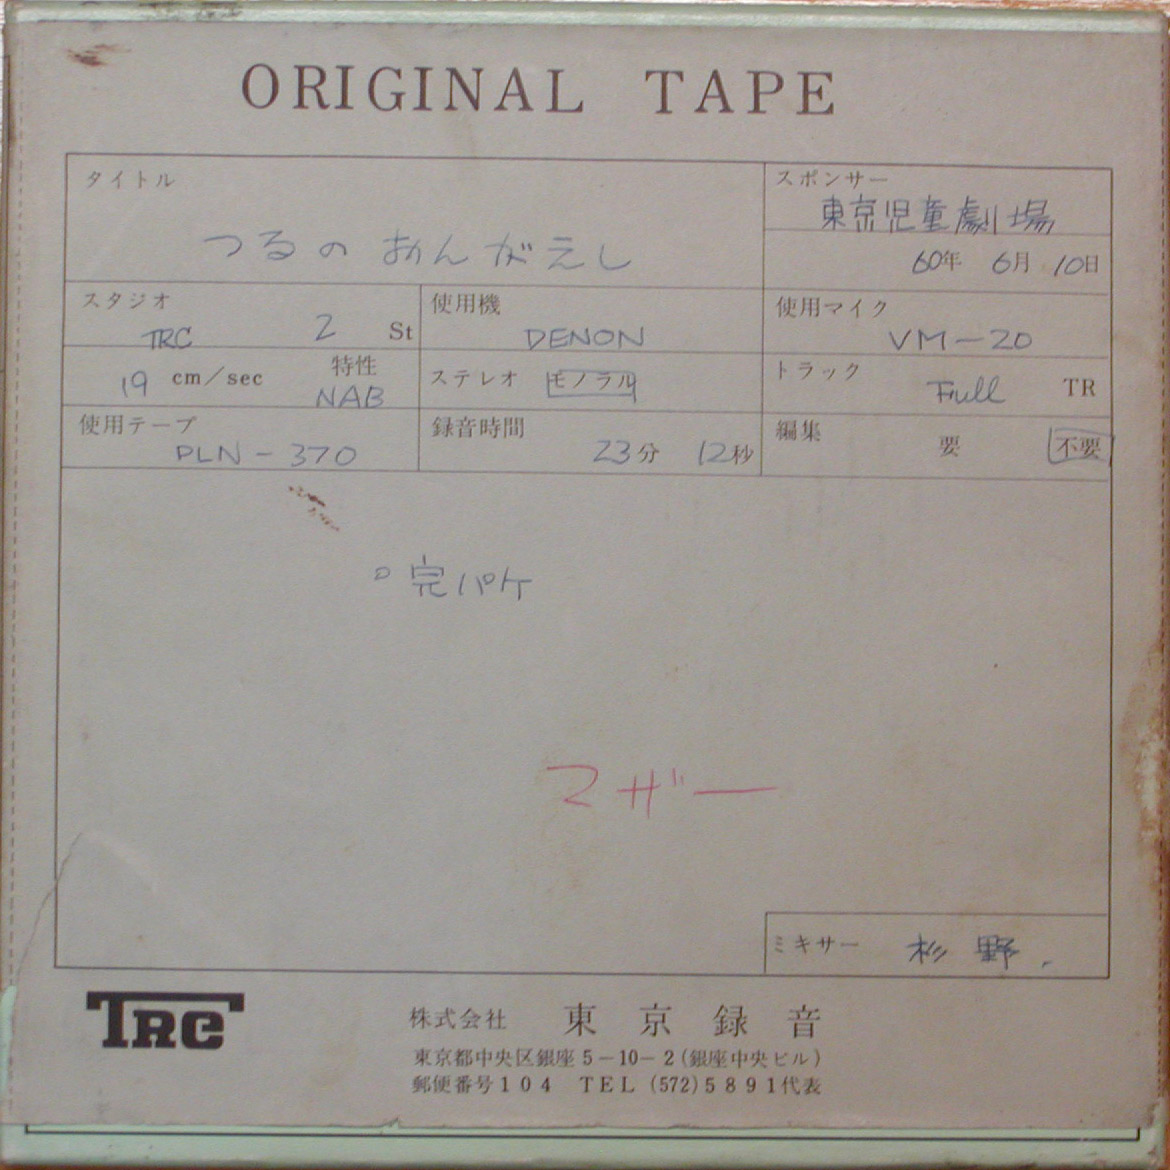 ORIGINAL TAPE
タイトル
つるの おんがえし
スポンサー
東京児童劇場
60年 6月 10日
スタジオ
TRC 2 St
使用機
DENON
使用マイク
VM-20
19 cm/sec 特性 NAB
ステレオ モノラル
トラック
Full TR
使用テープ
PLN-370
録音時間
23分 12秒
編集 要 不要
○完パケ
マザー
ミキサー 杉野
TRC
株式会社 東京録音
東京都中央区銀座5-10-2(銀座中央ビル)
郵便番号104 TEL (572)5891代表